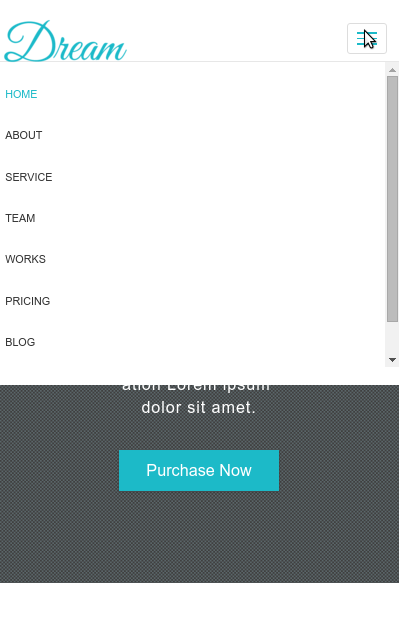 Dream
HOME
ABOUT
SERVICE
TEAM
WORKS
PRICING
BLOG
ation Lorem ipsum
dolor sit amet.
Purchase Now